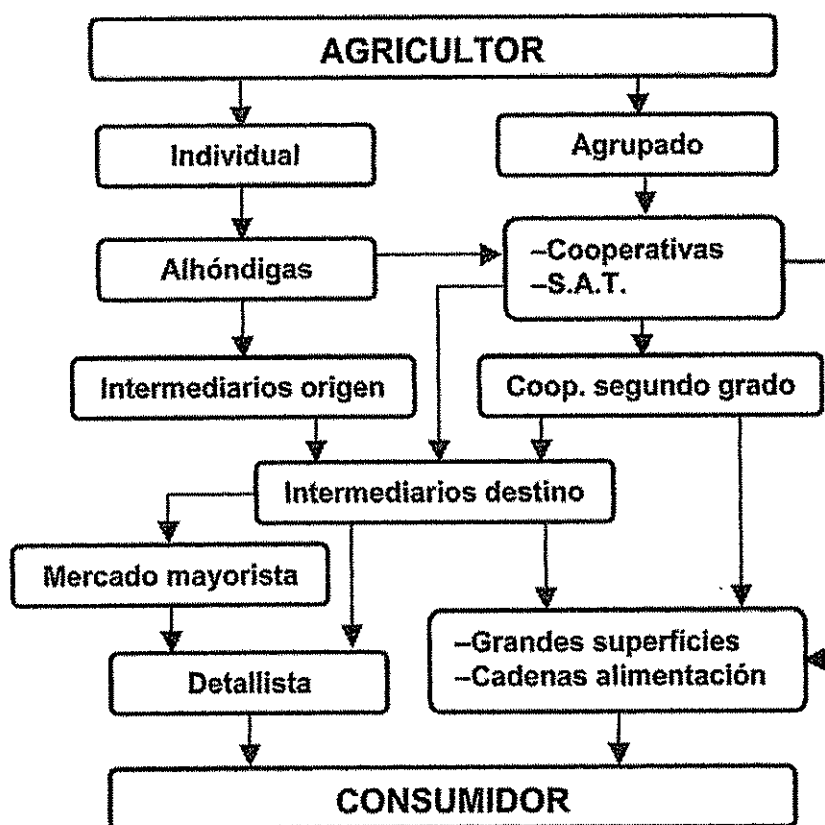 AGRICULTOR
Individual
Agrupado
Alhóndigas
–Cooperativas
–S.A.T.
Intermediarios origen
Coop. segundo grado
Intermediarios destino
Mercado mayorista
–Grandes superfícies
–Cadenas alimentación
Detallista
CONSUMIDOR